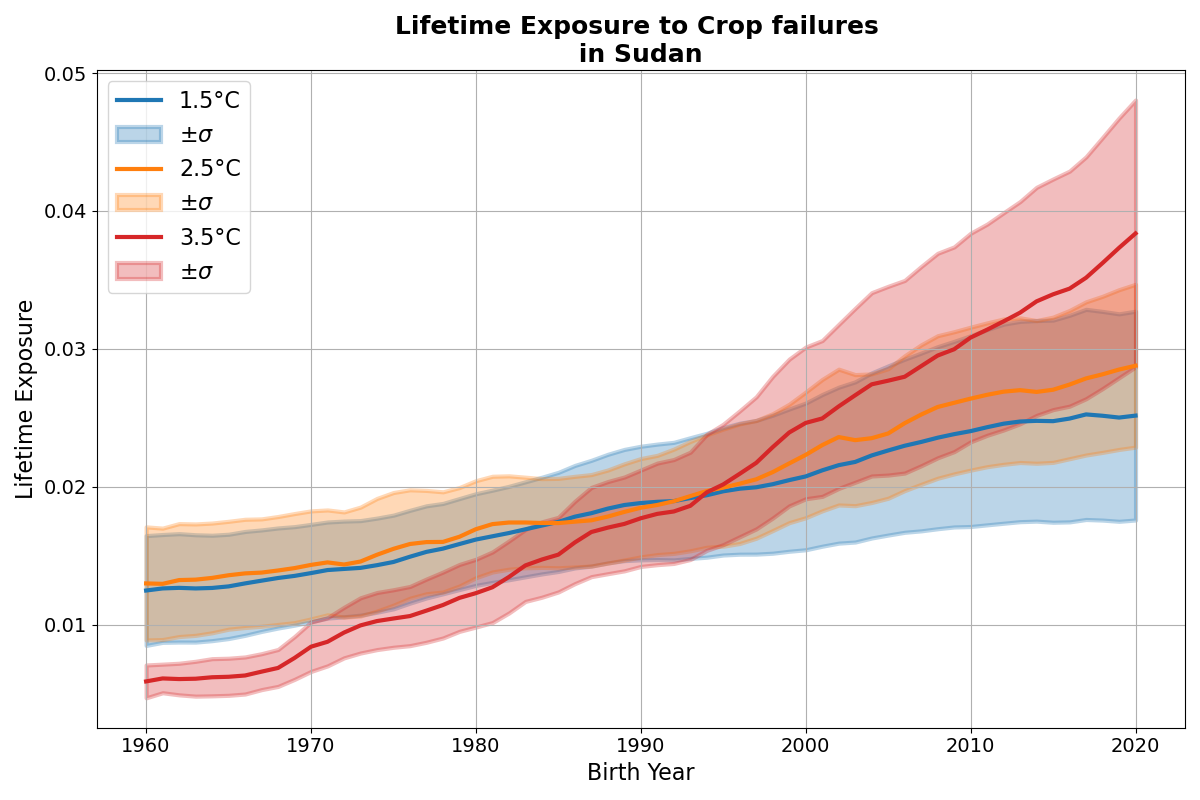 Lifetime Exposure to Crop failures
in Sudan
0.05
0.04
0.03
0.02
0.01
Lifetime Exposure
1.5°C
±σ
2.5°C
±σ
3.5°C
±σ
1960 1970 1980 1990 2000 2010 2020
Birth Year